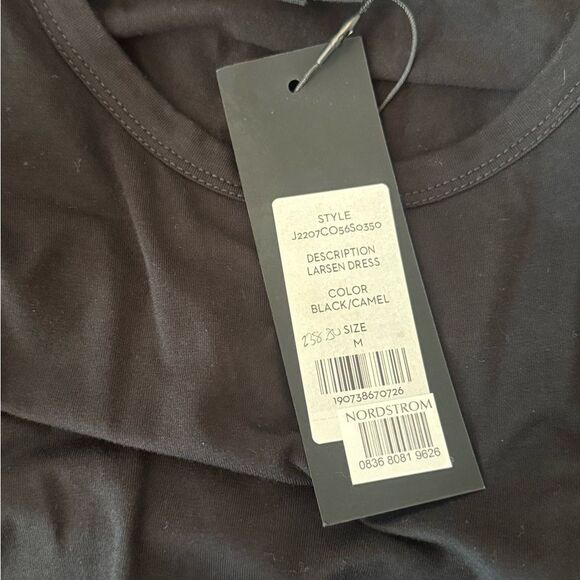 STYLE
J2207CO56S0350
DESCRIPTION
LARSEN DRESS
COLOR
BLACK/CAMEL
SIZE
M
190738670726
NORDSTROM
0836 8081 9626